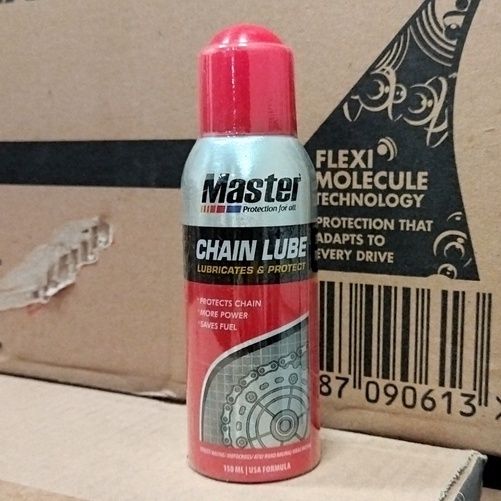 Master
Protection for all.
CHAIN LUBE
LUBRICATES & PROTECT
PROTECTS CHAIN
MORE POWER
SAVES FUEL
150 ML | USA FORMULA
FLEXI
MOLECULE
TECHNOLOGY
PROTECTION THAT
ADAPTS TO
EVERY DRIVE
87 090613